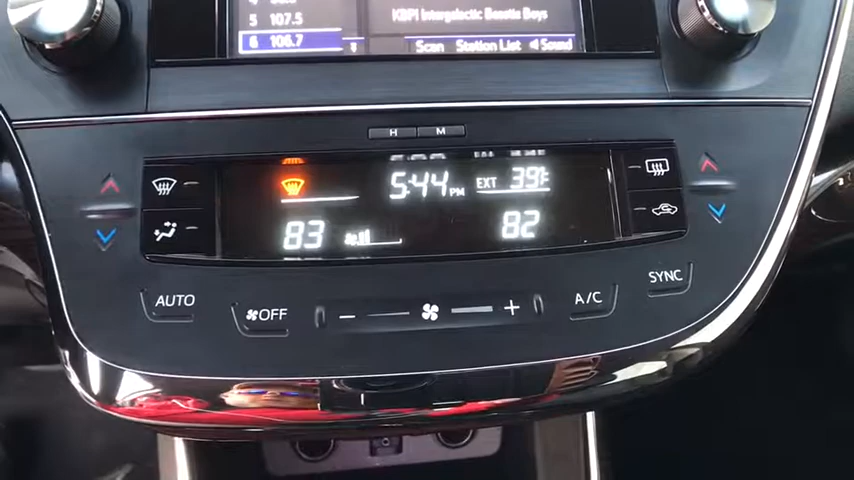 5 107.5
6 106.7
KBPI Intergalactic - Beastie Boys
Scan Station List Sound
H M
5:44 PM EXT 39°F
83 82
AUTO
OFF
- +
A/C
SYNC